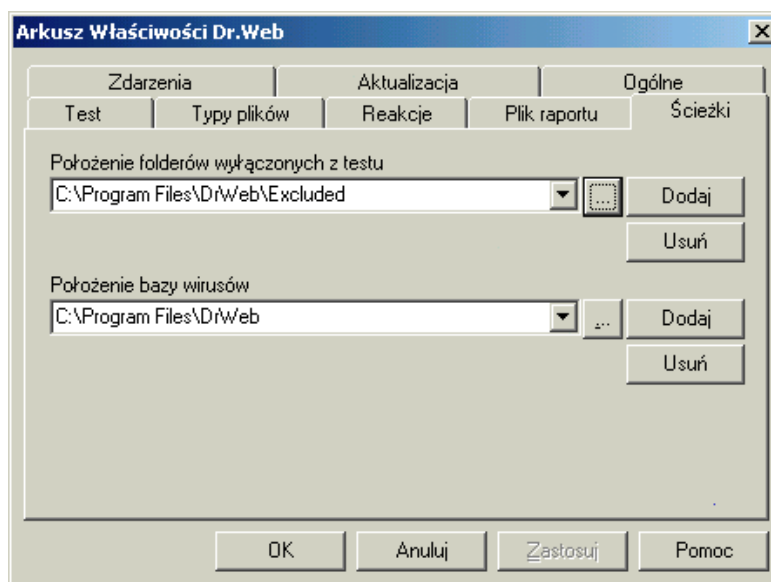 Arkusz Właściwości Dr.Web
Zdarzenia Aktualizacja Ogólne
Test Typy plików Reakcje Plik raportu Ścieżki
Położenie folderów wyłączonych z testu
C:\Program Files\DrWeb\Excluded ... Dodaj
Usuń
Położenie bazy wirusów
C:\Program Files\DrWeb ... Dodaj
Usuń
OK Anuluj Zastosuj Pomoc